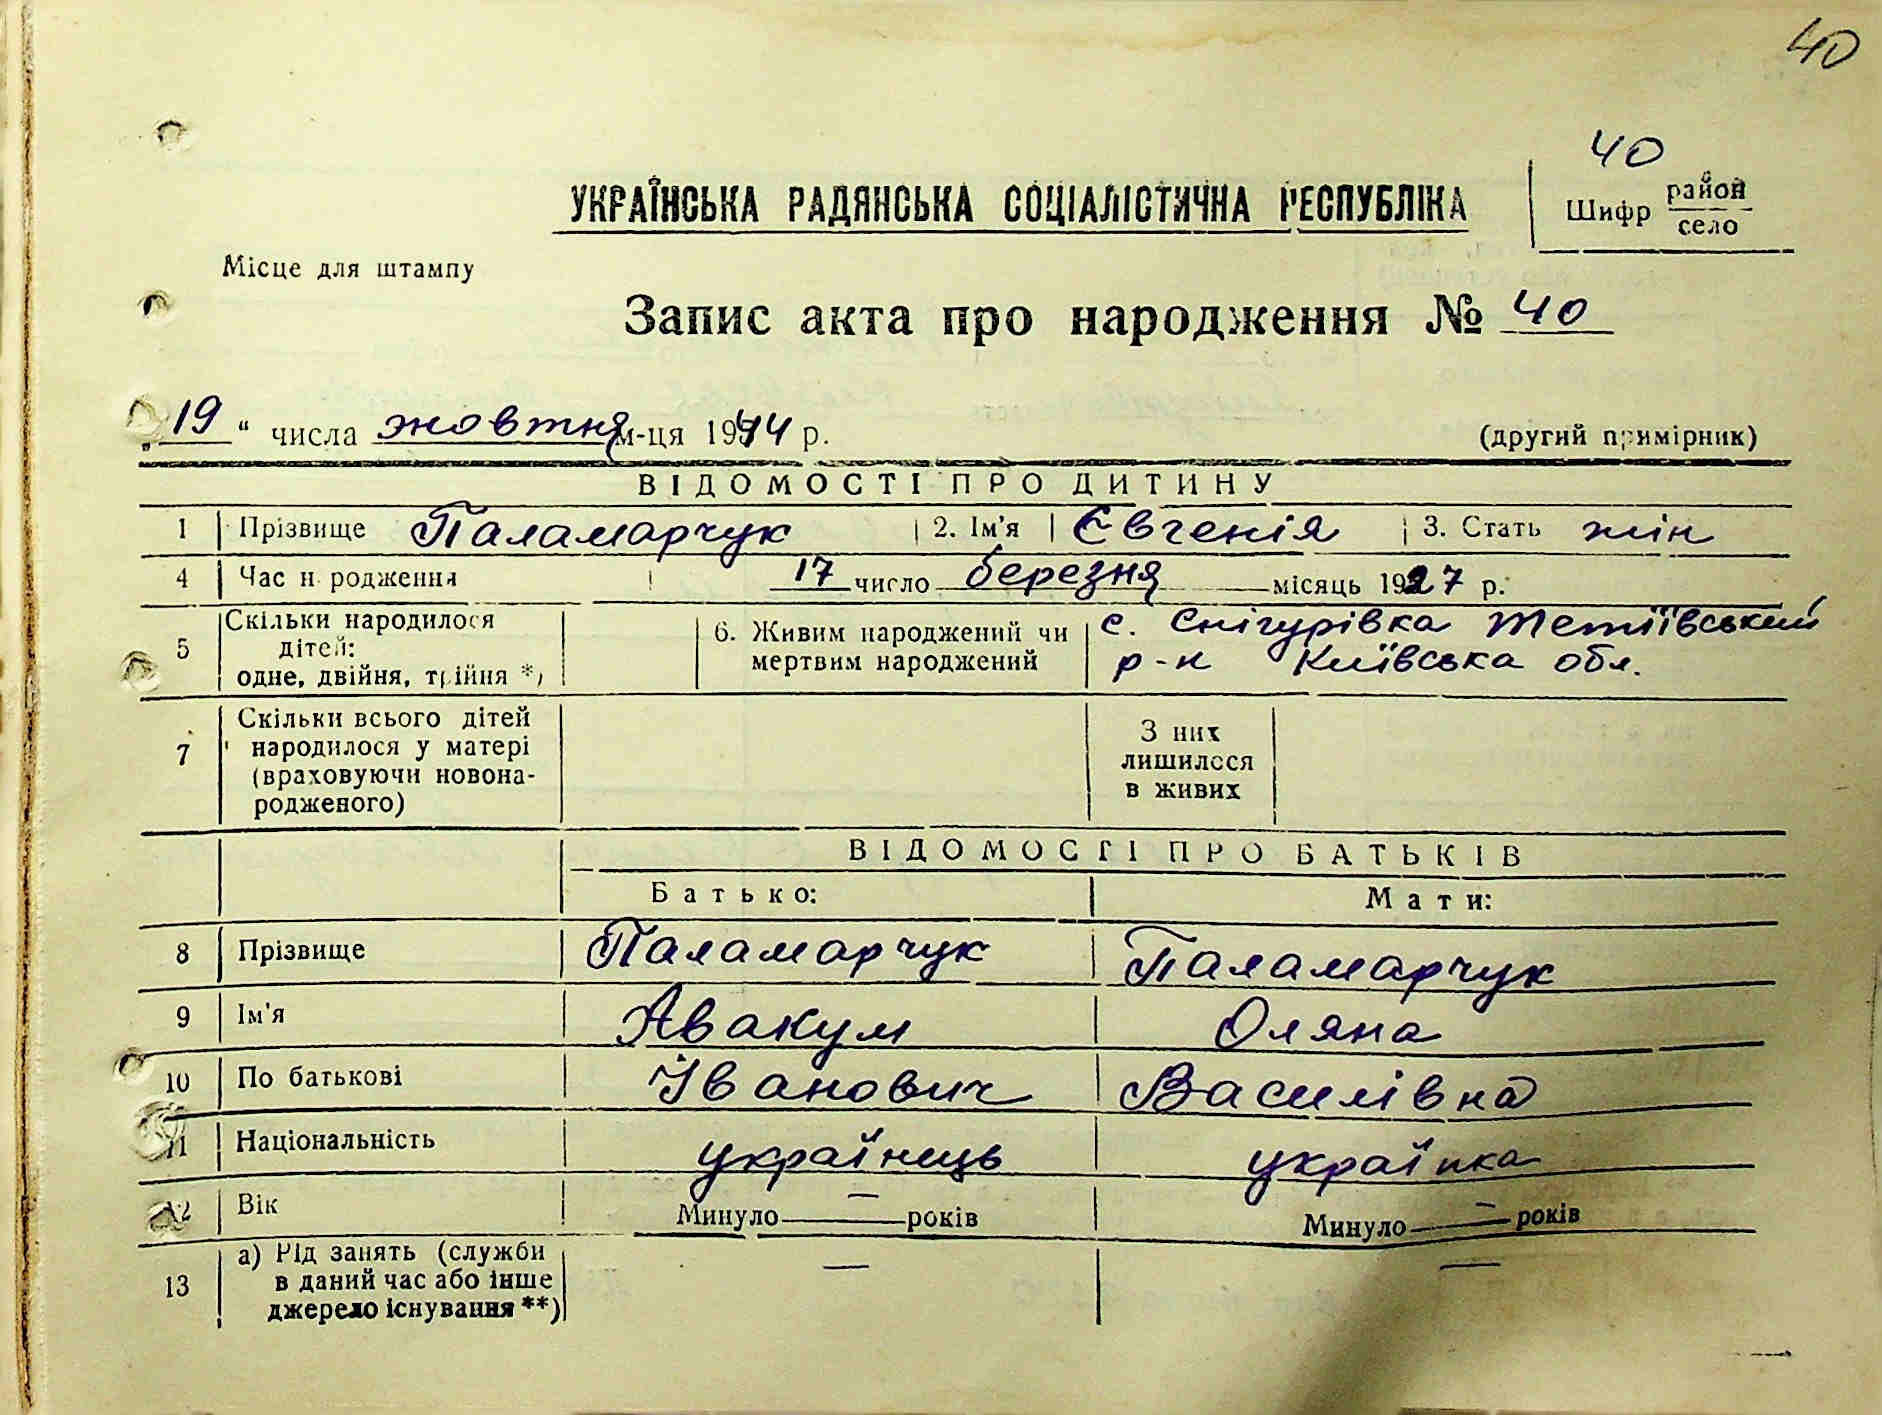 40
40
УКРАЇНСЬКА РАДЯНСЬКА СОЦІАЛІСТИЧНА РЕСПУБЛІКА
Шифр район
село
Місце для штампу
Запис акта про народження № 40
„19“ числа жовтня м-ця 1944 р.
(другий примірник)
ВІДОМОСТІ ПРО ДИТИНУ
1 Прізвище Паламарчук 2. Ім'я Євгенія 3. Стать жін
4 Час народження 17 число березня місяць 1927 р.
5 Скільки народилося
дітей:
одне, двійня, трійня *)
6. Живим народжений чи
мертвим народжений
с. Снігурівка Тетіївський
р-н Київська обл.
7 Скільки всього дітей
народилося у матері
(враховуючи новона-
родженого)
З них
лишилося
в живих
ВІДОМОСТІ ПРО БАТЬКІВ
Батько: Мати:
8 Прізвище Паламарчук Паламарчук
9 Ім'я Авакум Оляна
10 По батькові Іванович Василівна
11 Національність українець українка
12 Вік Минуло — років Минуло — років
13 а) Рід занять (служби — —
в даний час або інше
джерело існування **)